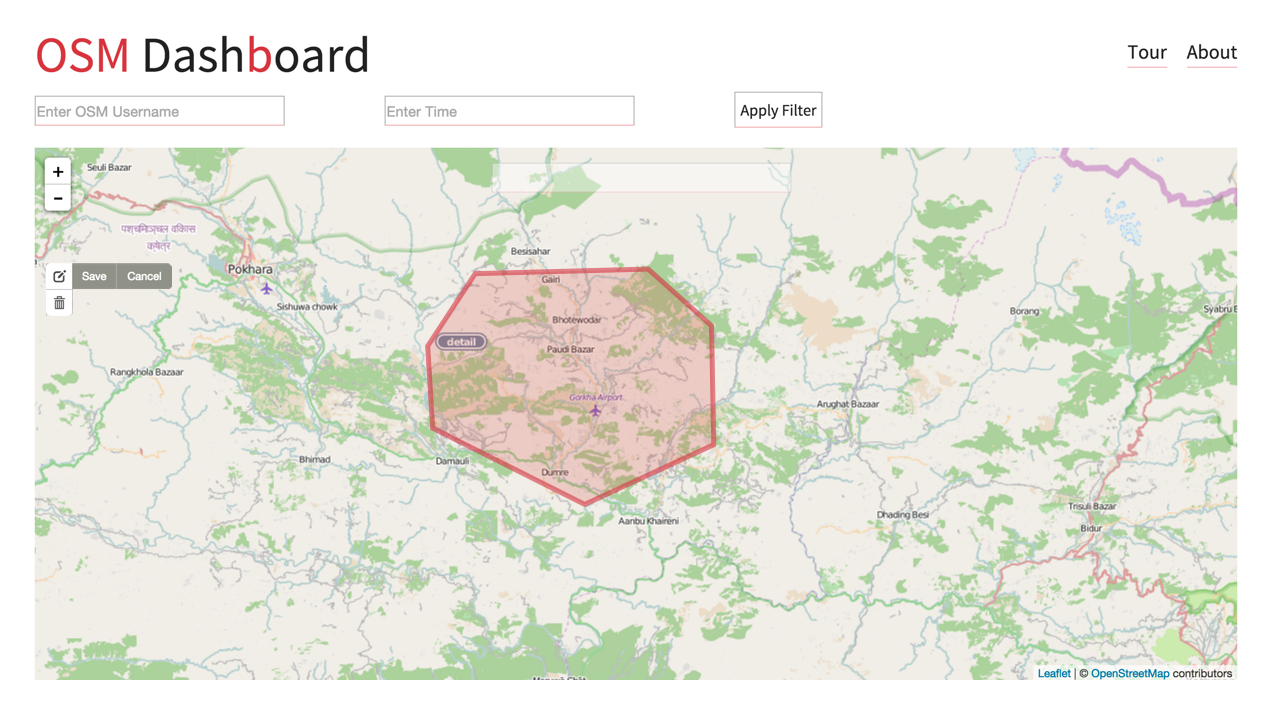 OSM Dashboard
Tour About
Enter OSM Username
Enter Time
Apply Filter
+
-
Seuli Bazar
पश्चिमाञ्चल विकास
क्षेत्र
Besisahar
Pokhara
Save
Cancel
Gairi
Sishuwa chowk
Borang
Bhotewodar
detail
Paudi Bazar
Rangkhola Bazaar
Gorkha Airport
Arughat Bazaar
Bhimad
Damauli
Dumre
Aanbu Khaireni
Dhading Besi
Trisuli Bazar
Bidur
Leaflet | © OpenStreetMap contributors